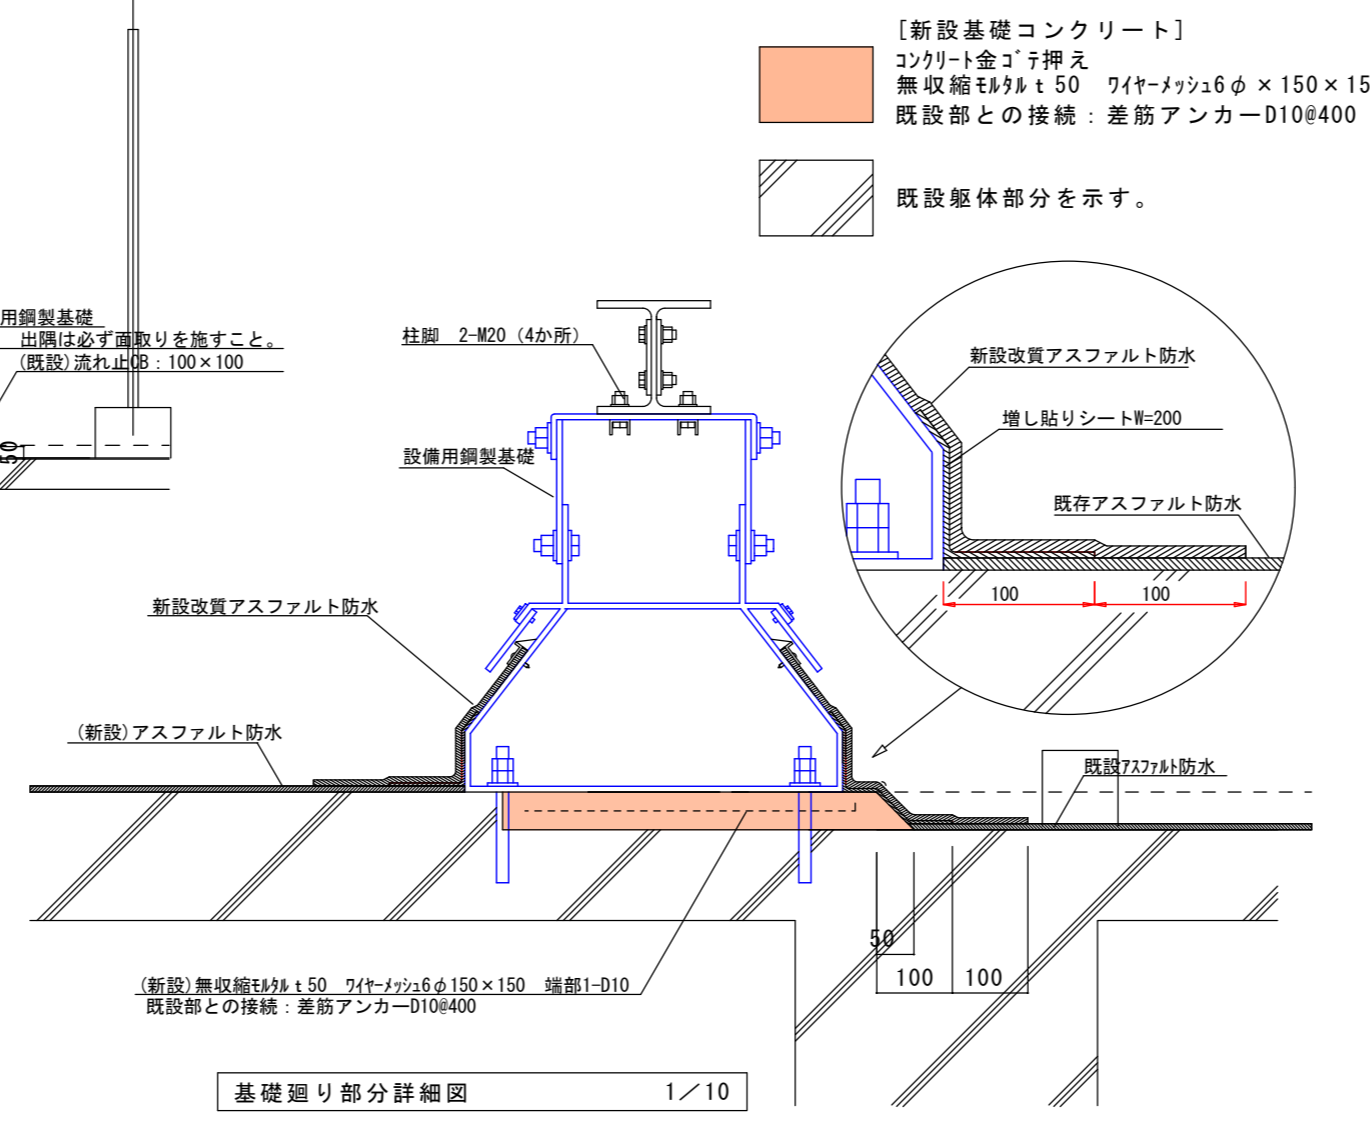 [新設基礎コンクリート]
コンクリート金ゴテ押え
無収縮モルタルt50 ワイヤーメッシュ6φ×150×15
既設部との接続：差筋アンカーD10@400
既設躯体部分を示す。
用鋼製基礎
出隅は必ず面取りを施すこと。
(既設)流れ止CB：100×100
50
柱脚 2-M20 (4か所)
設備用鋼製基礎
新設改質アスファルト防水
増し貼りシートW=200
既存アスファルト防水
100
100
新設改質アスファルト防水
(新設)アスファルト防水
既設アスファルト防水
50
100
100
(新設)無収縮モルタルt50 ワイヤーメッシュ6φ150×150 端部1-D10
既設部との接続：差筋アンカーD10@400
基礎廻り部分詳細図 1／10